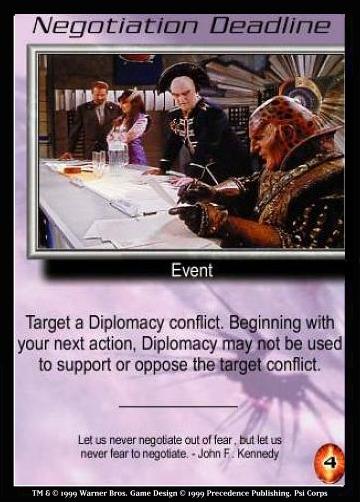 Negotiation Deadline
Event
Target a Diplomacy conflict. Beginning with
your next action, Diplomacy may not be used
to support or oppose the target conflict.
Let us never negotiate out of fear, but let us
never fear to negotiate. - John F. Kennedy
4
TM & © 1999 Warner Bros. Game Design © 1999 Precedence Publishing. Psi Corps